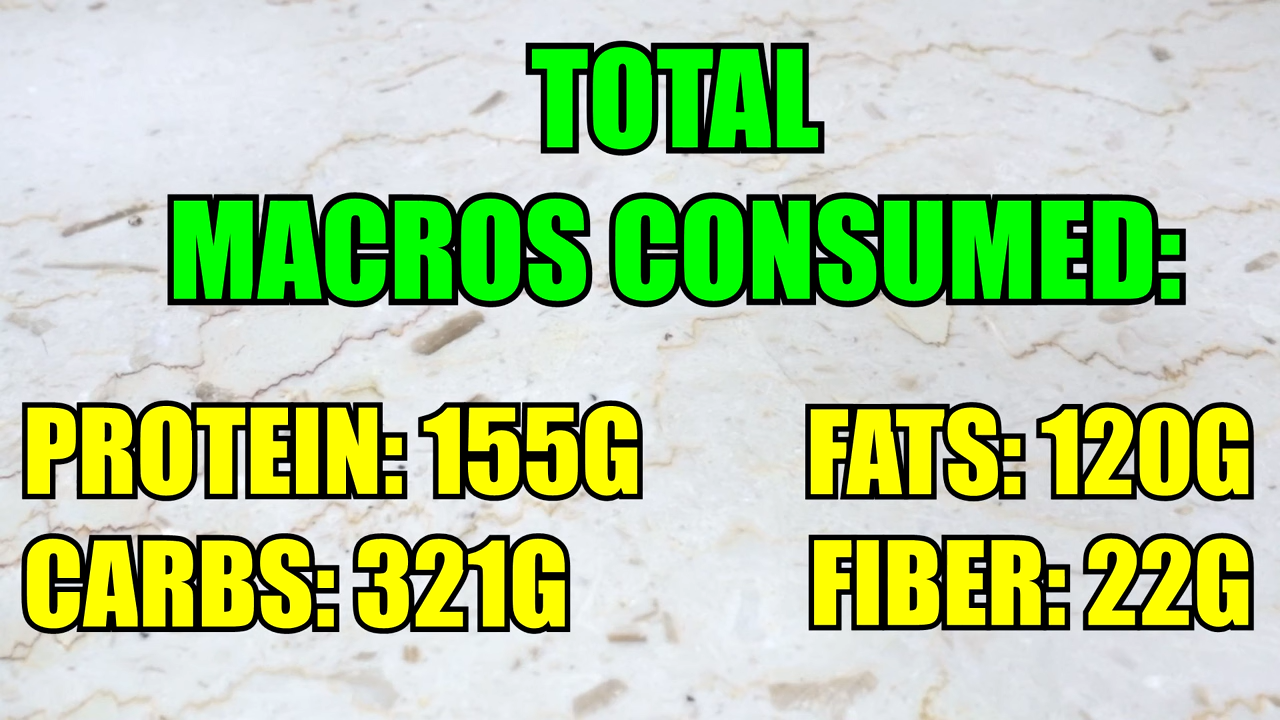 TOTAL
MACROS CONSUMED:
PROTEIN: 155G
FATS: 120G
CARBS: 321G
FIBER: 22G